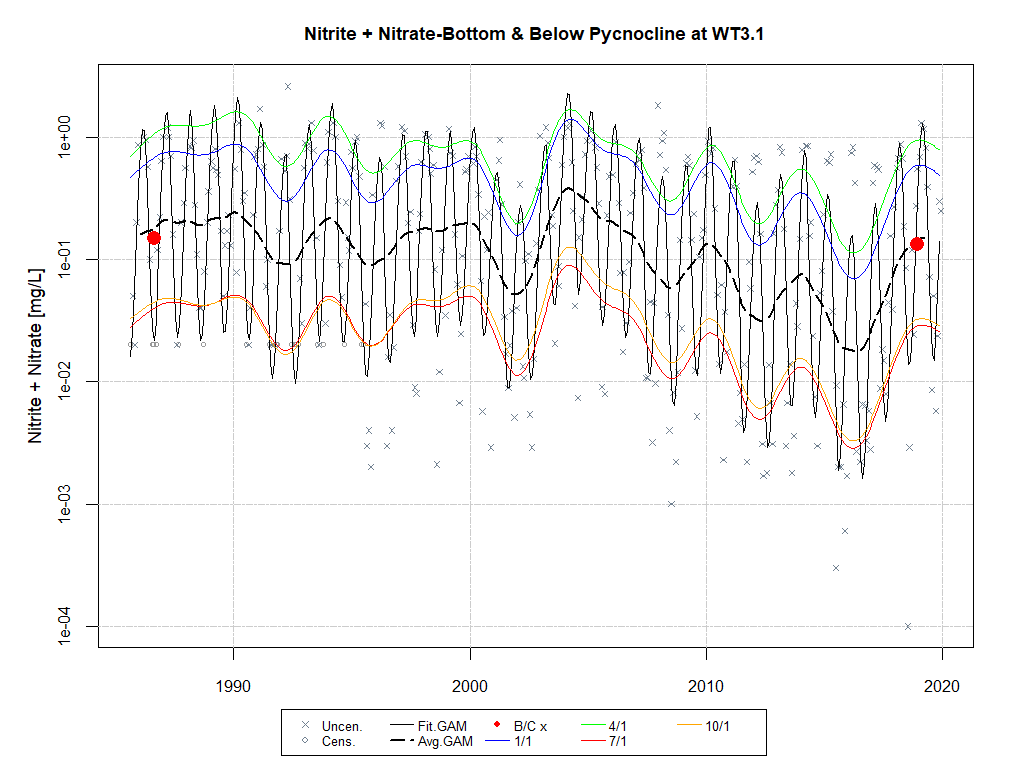 Nitrite + Nitrate-Bottom & Below Pycnocline at WT3.1
Nitrite + Nitrate [mg/L]
1e+00
1e-01
1e-02
1e-03
1e-04
1990 2000 2010 2020
Uncen. Fit.GAM B/C x 4/1 10/1
Cens. Avg.GAM 1/1 7/1